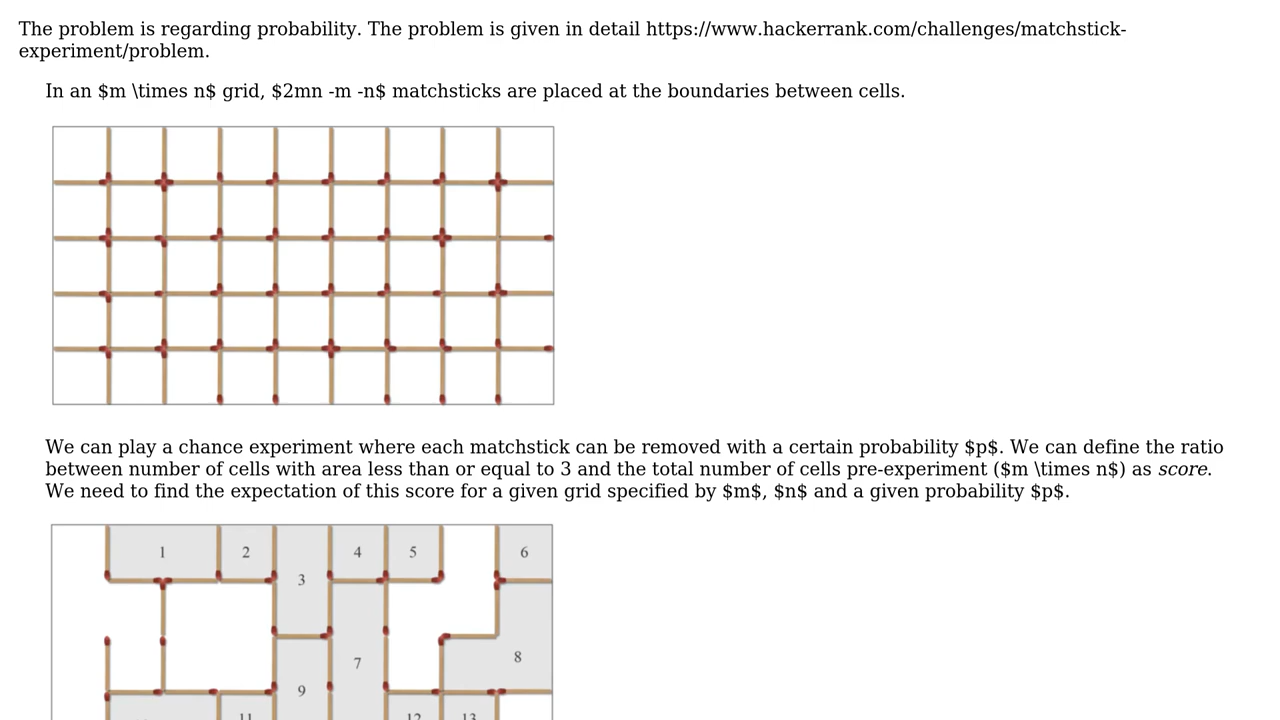 The problem is regarding probability. The problem is given in detail https://www.hackerrank.com/challenges/matchstick-
experiment/problem.
In an $m \times n$ grid, $2mn -m -n$ matchsticks are placed at the boundaries between cells.
We can play a chance experiment where each matchstick can be removed with a certain probability $p$. We can define the ratio
between number of cells with area less than or equal to 3 and the total number of cells pre-experiment ($m \times n$) as score.
We need to find the expectation of this score for a given grid specified by $m$, $n$ and a given probability $p$.
1 2 4 5 6
3
8
7
9
11 12 13